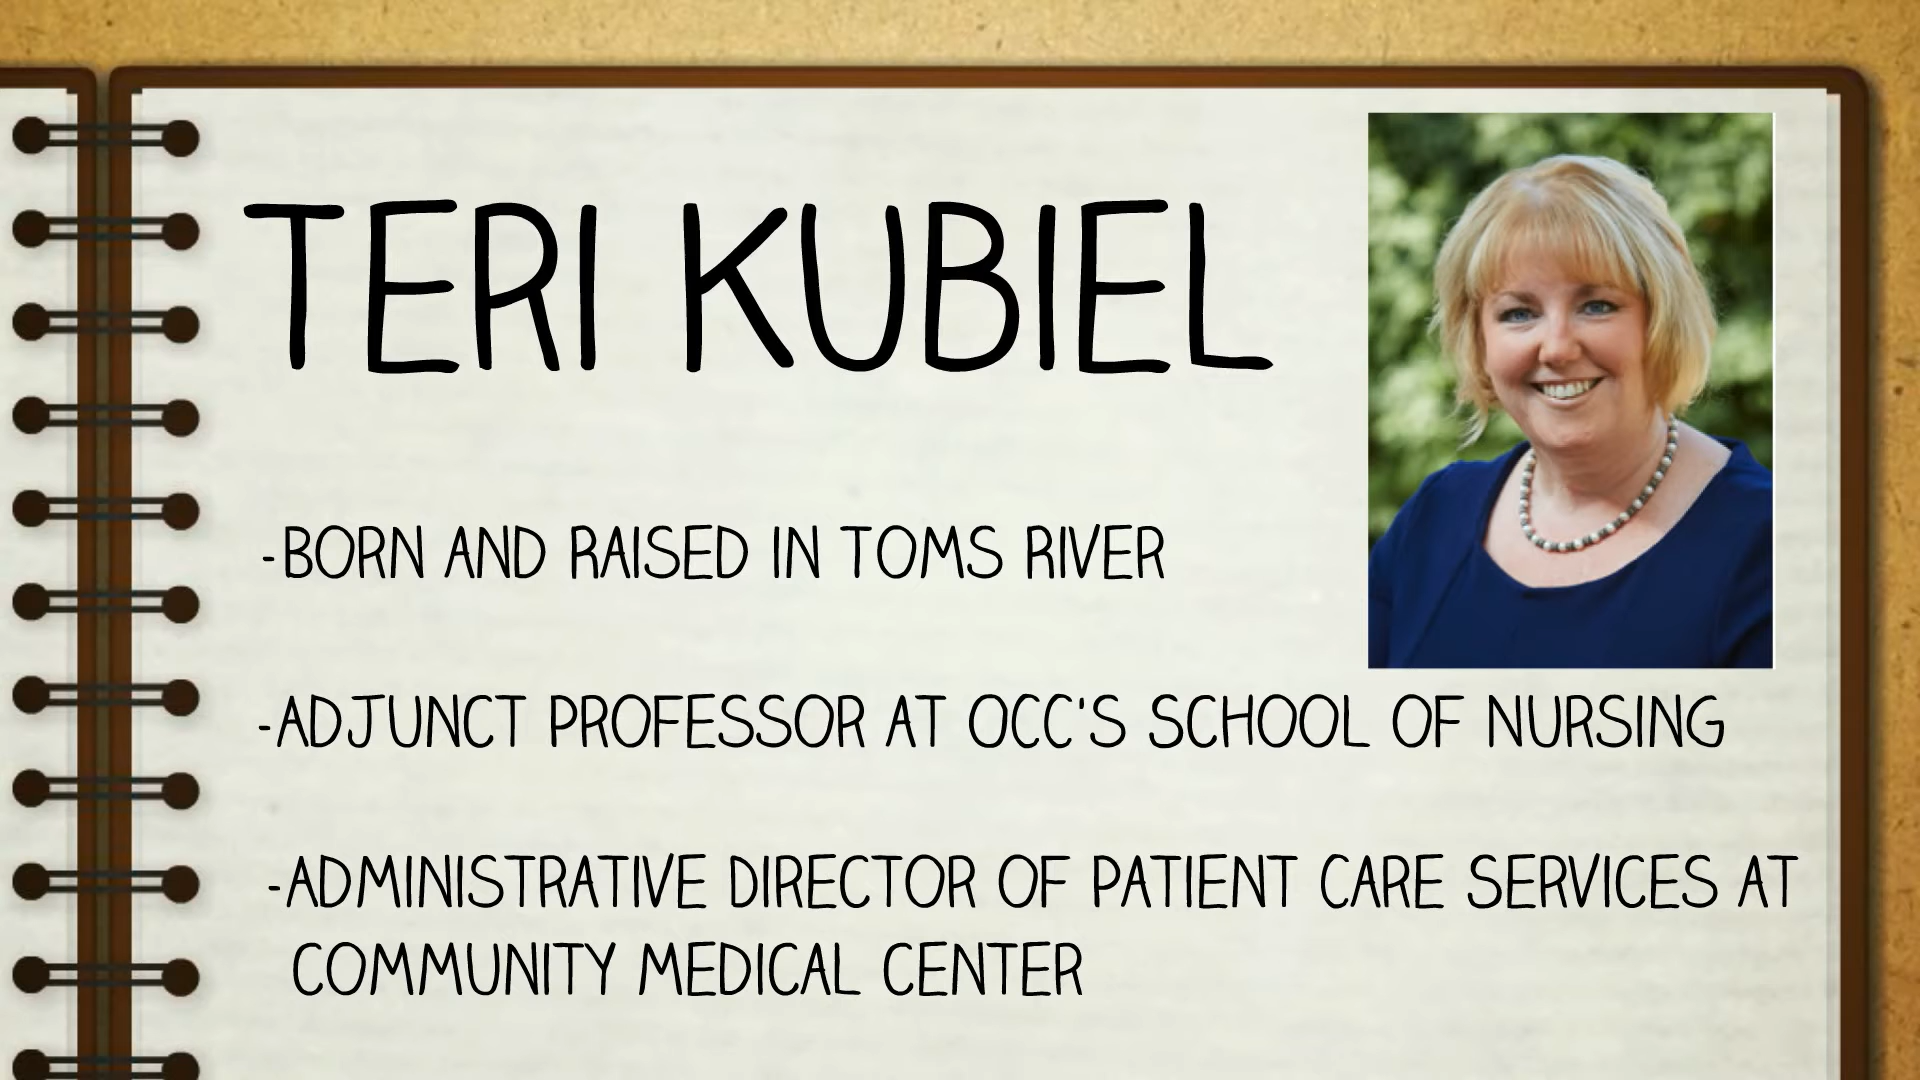 TERI KUBIEL
-BORN AND RAISED IN TOMS RIVER
-ADJUNCT PROFESSOR AT OCC'S SCHOOL OF NURSING
-ADMINISTRATIVE DIRECTOR OF PATIENT CARE SERVICES AT
COMMUNITY MEDICAL CENTER